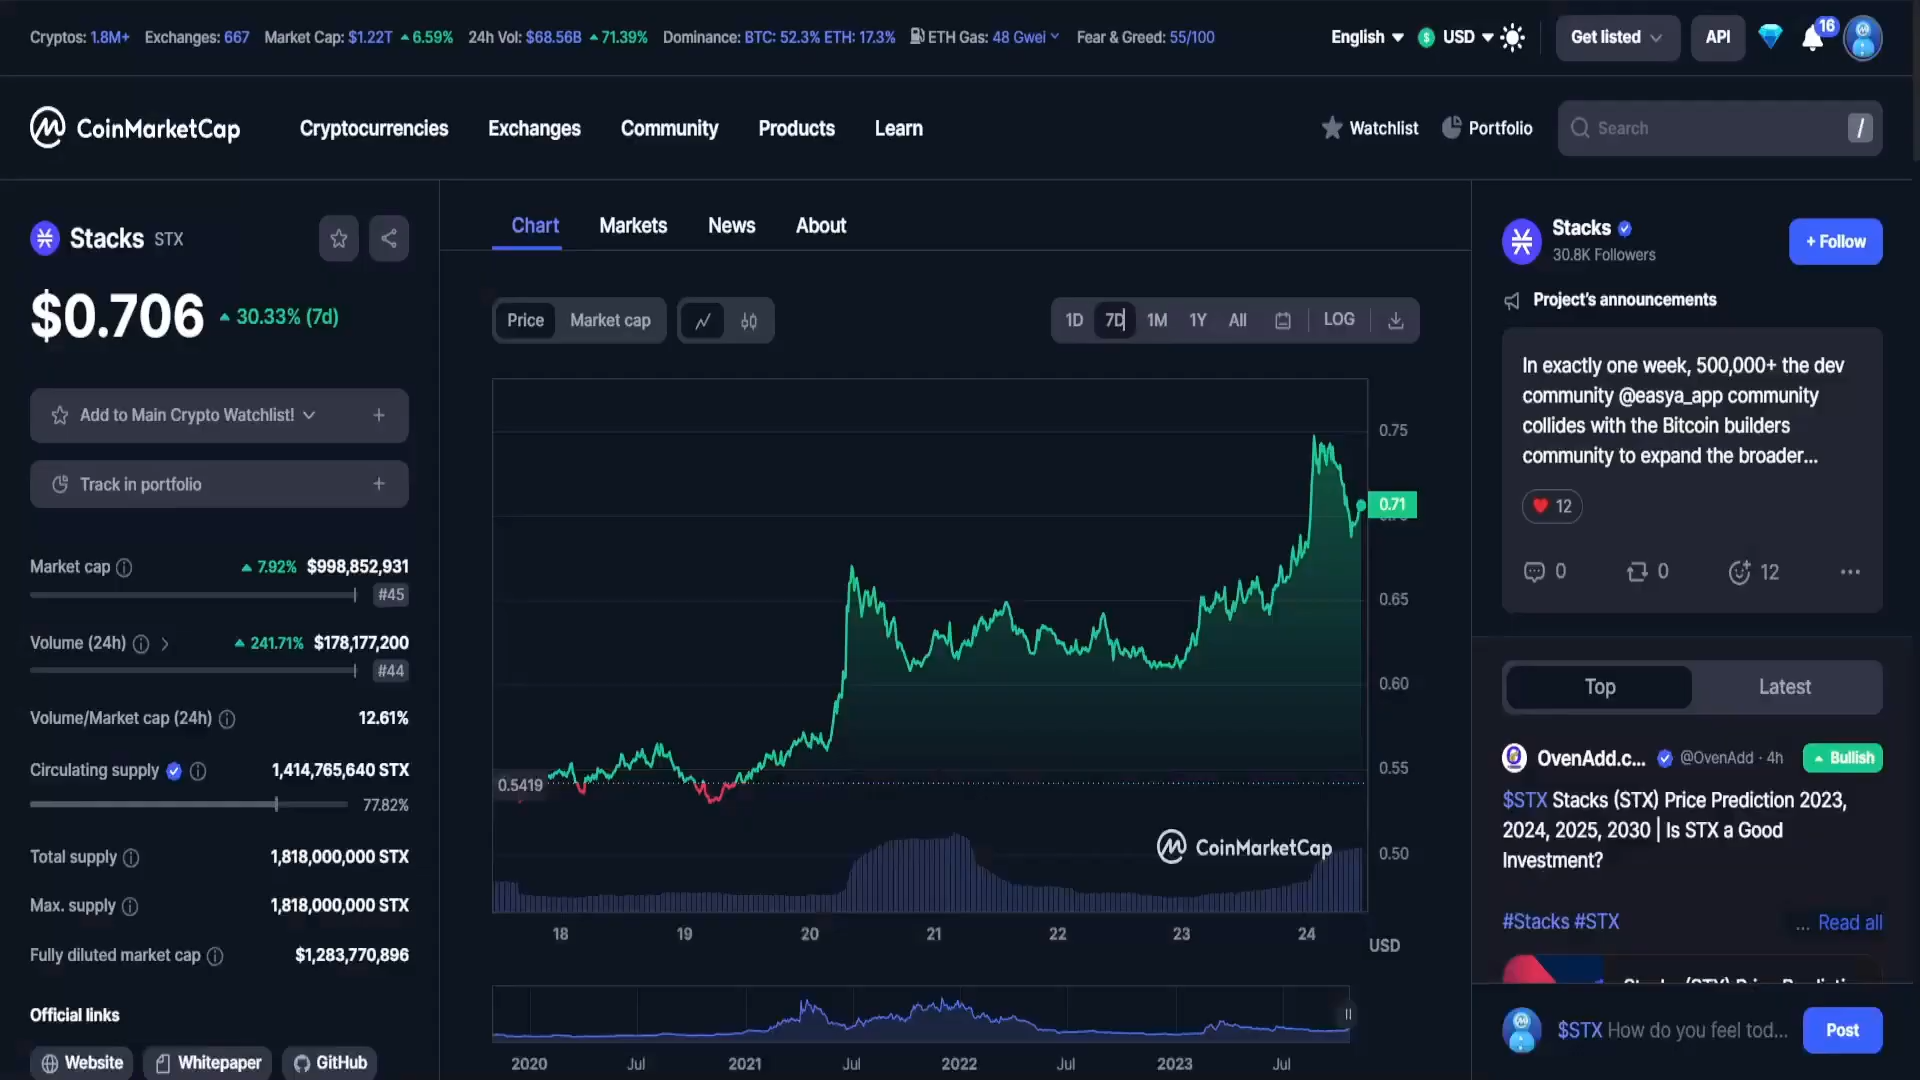 Cryptos: 1.8M+ Exchanges: 667 Market Cap: $1.22T 6.59% 24h Vol: $68.56B 71.39% Dominance: BTC: 52.3% ETH: 17.3% ETH Gas: 48 Gwei Fear & Greed: 55/100
English USD Get listed API 16
CoinMarketCap Cryptocurrencies Exchanges Community Products Learn
Watchlist Portfolio Search /
Stacks STX
$0.706 30.33% (7d)
Add to Main Crypto Watchlist! +
Track in portfolio +
Market cap 7.92% $998,852,931
#45
Volume (24h) 241.71% $178,177,200
#44
Volume/Market cap (24h) 12.61%
Circulating supply 1,414,765,640 STX
77.82%
Total supply 1,818,000,000 STX
Max. supply 1,818,000,000 STX
Fully diluted market cap $1,283,770,896
Official links
Website Whitepaper GitHub
Chart Markets News About
Price Market cap
1D 7D 1M 1Y All LOG
0.75
0.71
0.65
0.60
0.55
0.50
0.5419
CoinMarketCap
18 19 20 21 22 23 24
USD
2020 Jul 2021 Jul 2022 Jul 2023 Jul
Stacks
30.8K Followers
+ Follow
Project's announcements
In exactly one week, 500,000+ the dev
community @easya_app community
collides with the Bitcoin builders
community to expand the broader...
12
0 0 12 ...
Top Latest
OvenAdd.c... @OvenAdd · 4h Bullish
$STX Stacks (STX) Price Prediction 2023,
2024, 2025, 2030 | Is STX a Good
Investment?
#Stacks #STX
... Read all
$STX How do you feel tod... Post